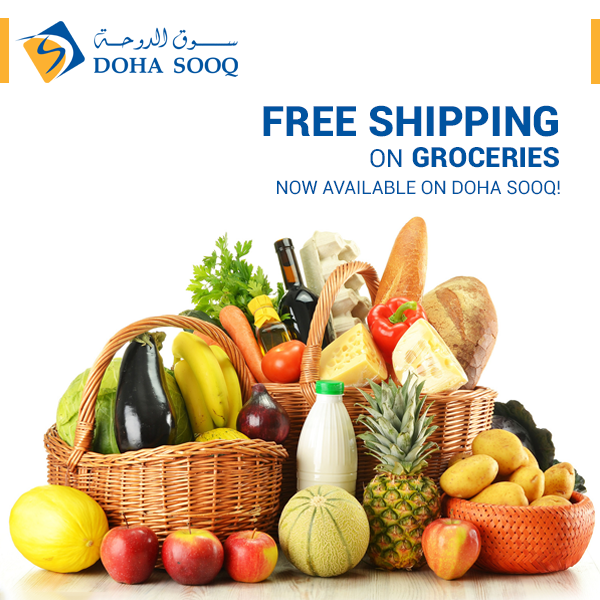 سوق الدوحة
DOHA SOOQ
FREE SHIPPING
ON GROCERIES
NOW AVAILABLE ON DOHA SOOQ!